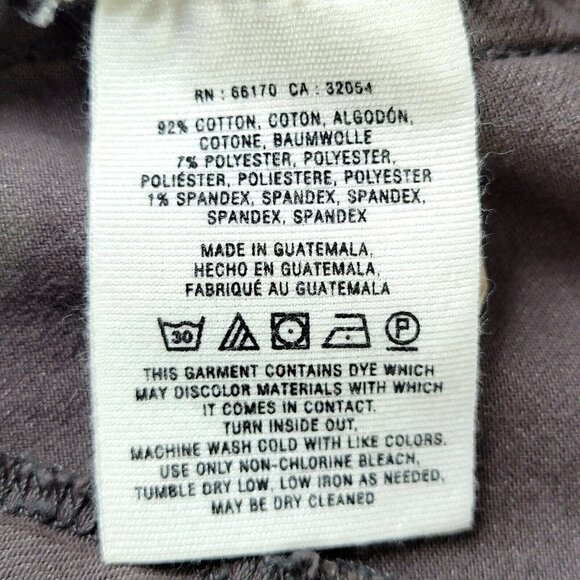 RN : 66170 CA : 32054
92% COTTON, COTON, ALGODÓN,
COTONE, BAUMWOLLE
7% POLYESTER, POLYESTER,
POLIÉSTER, POLIESTERE, POLYESTER
1% SPANDEX, SPANDEX, SPANDEX,
SPANDEX, SPANDEX
MADE IN GUATEMALA,
HECHO EN GUATEMALA,
FABRIQUÉ AU GUATEMALA
30 P
THIS GARMENT CONTAINS DYE WHICH
MAY DISCOLOR MATERIALS WITH WHICH
IT COMES IN CONTACT.
TURN INSIDE OUT,
MACHINE WASH COLD WITH LIKE COLORS.
USE ONLY NON-CHLORINE BLEACH,
TUMBLE DRY LOW, LOW IRON AS NEEDED,
MAY BE DRY CLEANED